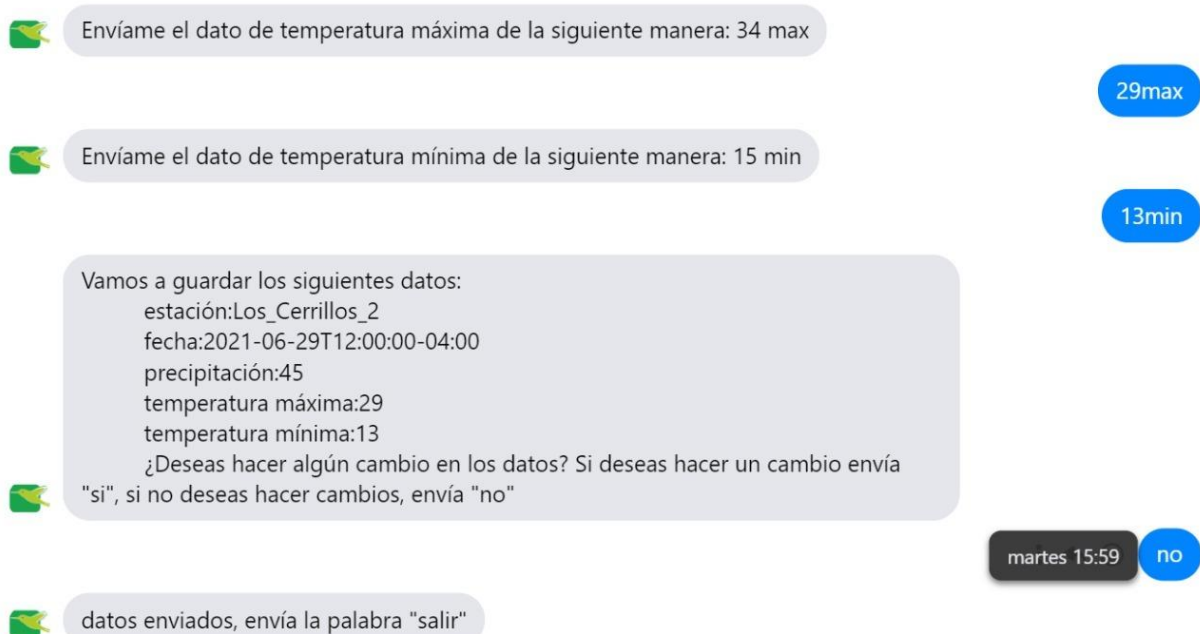 Envíame el dato de temperatura máxima de la siguiente manera: 34 max
29max
Envíame el dato de temperatura mínima de la siguiente manera: 15 min
13min
Vamos a guardar los siguientes datos:
estación:Los_Cerrillos_2
fecha:2021-06-29T12:00:00-04:00
precipitación:45
temperatura máxima:29
temperatura mínima:13
¿Deseas hacer algún cambio en los datos? Si deseas hacer un cambio envía
"si", si no deseas hacer cambios, envía "no"
martes 15:59
no
datos enviados, envía la palabra "salir"